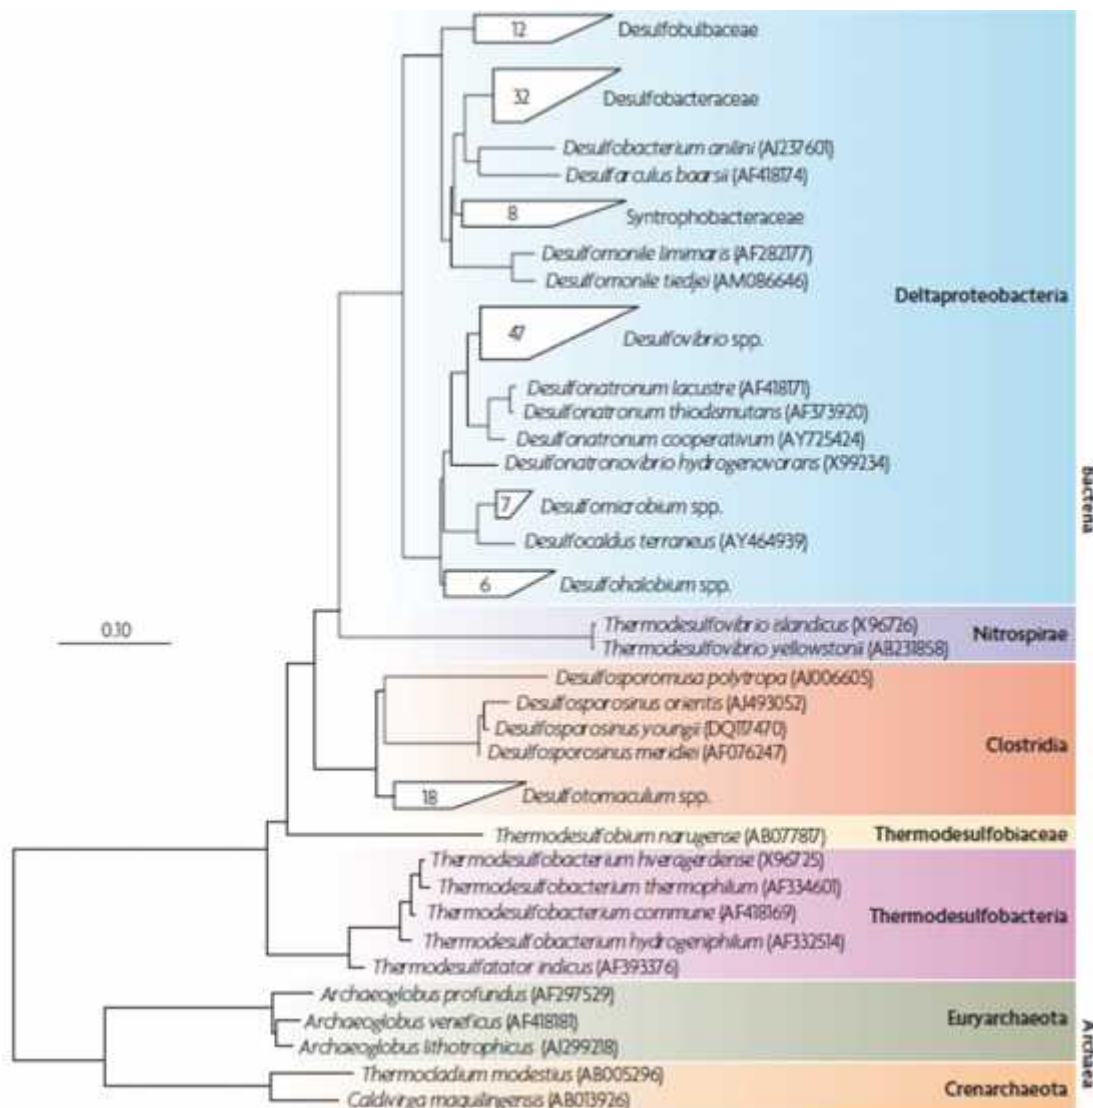 12 Desulfobulbaceae
32 Desulfobacteraceae
Desulfobacterium anilini (AJ237601)
Desulfarculus baarsii (AF418174)
8 Syntrophobacteraceae
Desulfomonile limimaris (AF282177)
Desulfomonile tiedjei (AM086646)
Deltaproteobacteria
47 Desulfovibrio spp.
Desulfonatronum lacustre (AF418171)
Desulfonatronum thiodismutans (AF373920)
Desulfonatronum cooperativum (AY725424)
Desulfonatronovibrio hydrogenovorans (X99234)
7 Desulfomicrobium spp.
Desulfocaldus terraneus (AY464939)
6 Desulfohalobium spp.
Bacteria
0.10
Thermodesulfovibrio islandicus (X96726)
Nitrospirae
Thermodesulfovibrio yellowstonii (AB231858)
Desulfosporomusa polytropa (AJ006605)
Desulfosporosinus orientis (AJ493052)
Desulfosporosinus youngii (DQ117470)
Clostridia
Desulfosporosinus meridiei (AF076247)
18 Desulfotomaculum spp.
Thermodesulfobium narugense (AB077817)
Thermodesulfobiaceae
Thermodesulfobacterium hveragerdense (X96725)
Thermodesulfobacterium thermophilum (AF334601)
Thermodesulfobacterium commune (AF418169)
Thermodesulfobacteria
Thermodesulfobacterium hydrogeniphilum (AF332514)
Thermodesulfatator indicus (AF393376)
Archaeoglobus profundus (AF297529)
Archaeoglobus veneficus (AF418181)
Euryarchaeota
Archaeoglobus lithotrophicus (AJ299218)
Archaea
Thermocladium modestius (AB005296)
Crenarchaeota
Caldivirga maquilingensis (AB013926)